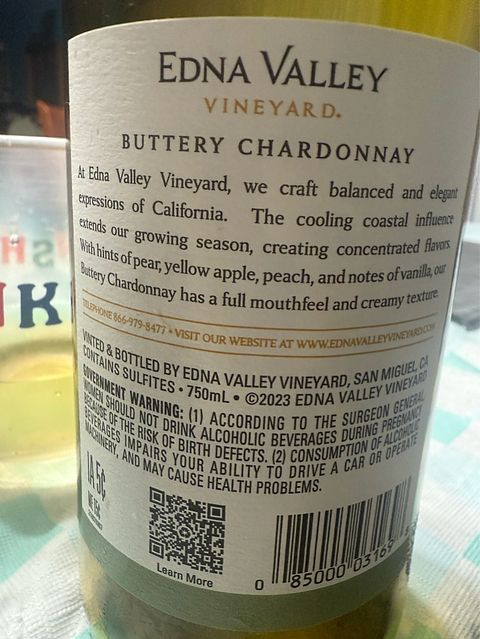 EDNA VALLEY
VINEYARD.
BUTTERY CHARDONNAY
At Edna Valley Vineyard, we craft balanced and elegant
expressions of California. The cooling coastal influence
extends our growing season, creating concentrated flavors.
With hints of pear, yellow apple, peach, and notes of vanilla, our
Buttery Chardonnay has a full mouthfeel and creamy texture.
TELEPHONE 866-979-8477 • VISIT OUR WEBSITE AT WWW.EDNAVALLEYVINEYARD.COM
VINTED & BOTTLED BY EDNA VALLEY VINEYARD, SAN MIGUEL, CA
CONTAINS SULFITES • 750mL • ©2023 EDNA VALLEY VINEYARD
GOVERNMENT WARNING: (1) ACCORDING TO THE SURGEON GENERAL,
WOMEN SHOULD NOT DRINK ALCOHOLIC BEVERAGES DURING PREGNANCY
BECAUSE OF THE RISK OF BIRTH DEFECTS. (2) CONSUMPTION OF ALCOHOLIC
BEVERAGES IMPAIRS YOUR ABILITY TO DRIVE A CAR OR OPERATE
MACHINERY, AND MAY CAUSE HEALTH PROBLEMS.
IA 5¢
Learn More
0 85000 03169